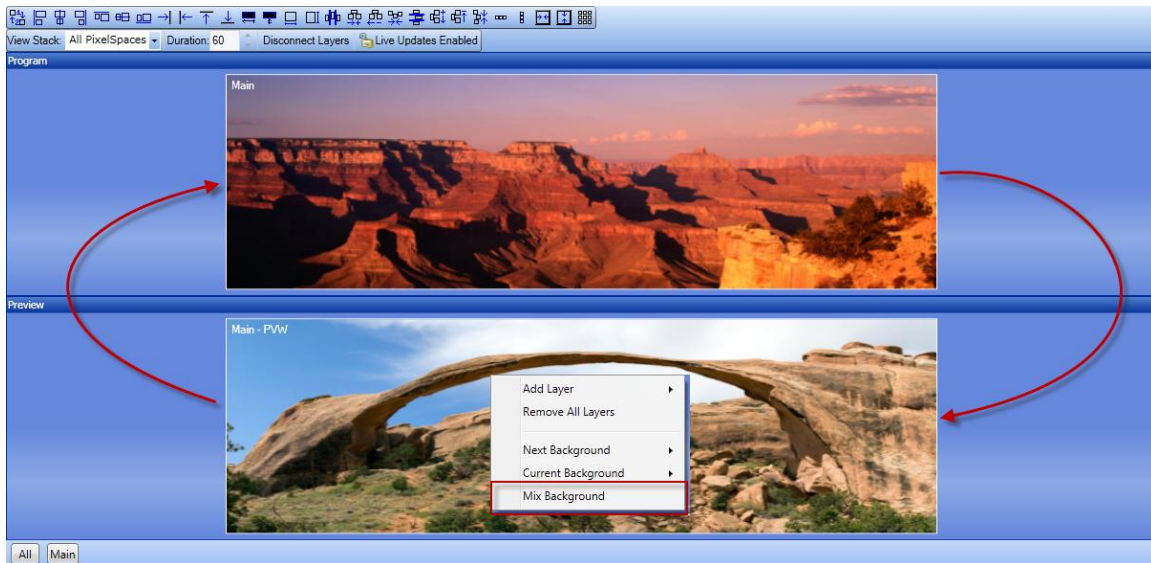 View Stack: All PixelSpaces Duration: 60 Disconnect Layers Live Updates Enabled
Program
Main
Preview
Main - PVW
Add Layer
Remove All Layers
Next Background
Current Background
Mix Background
All Main